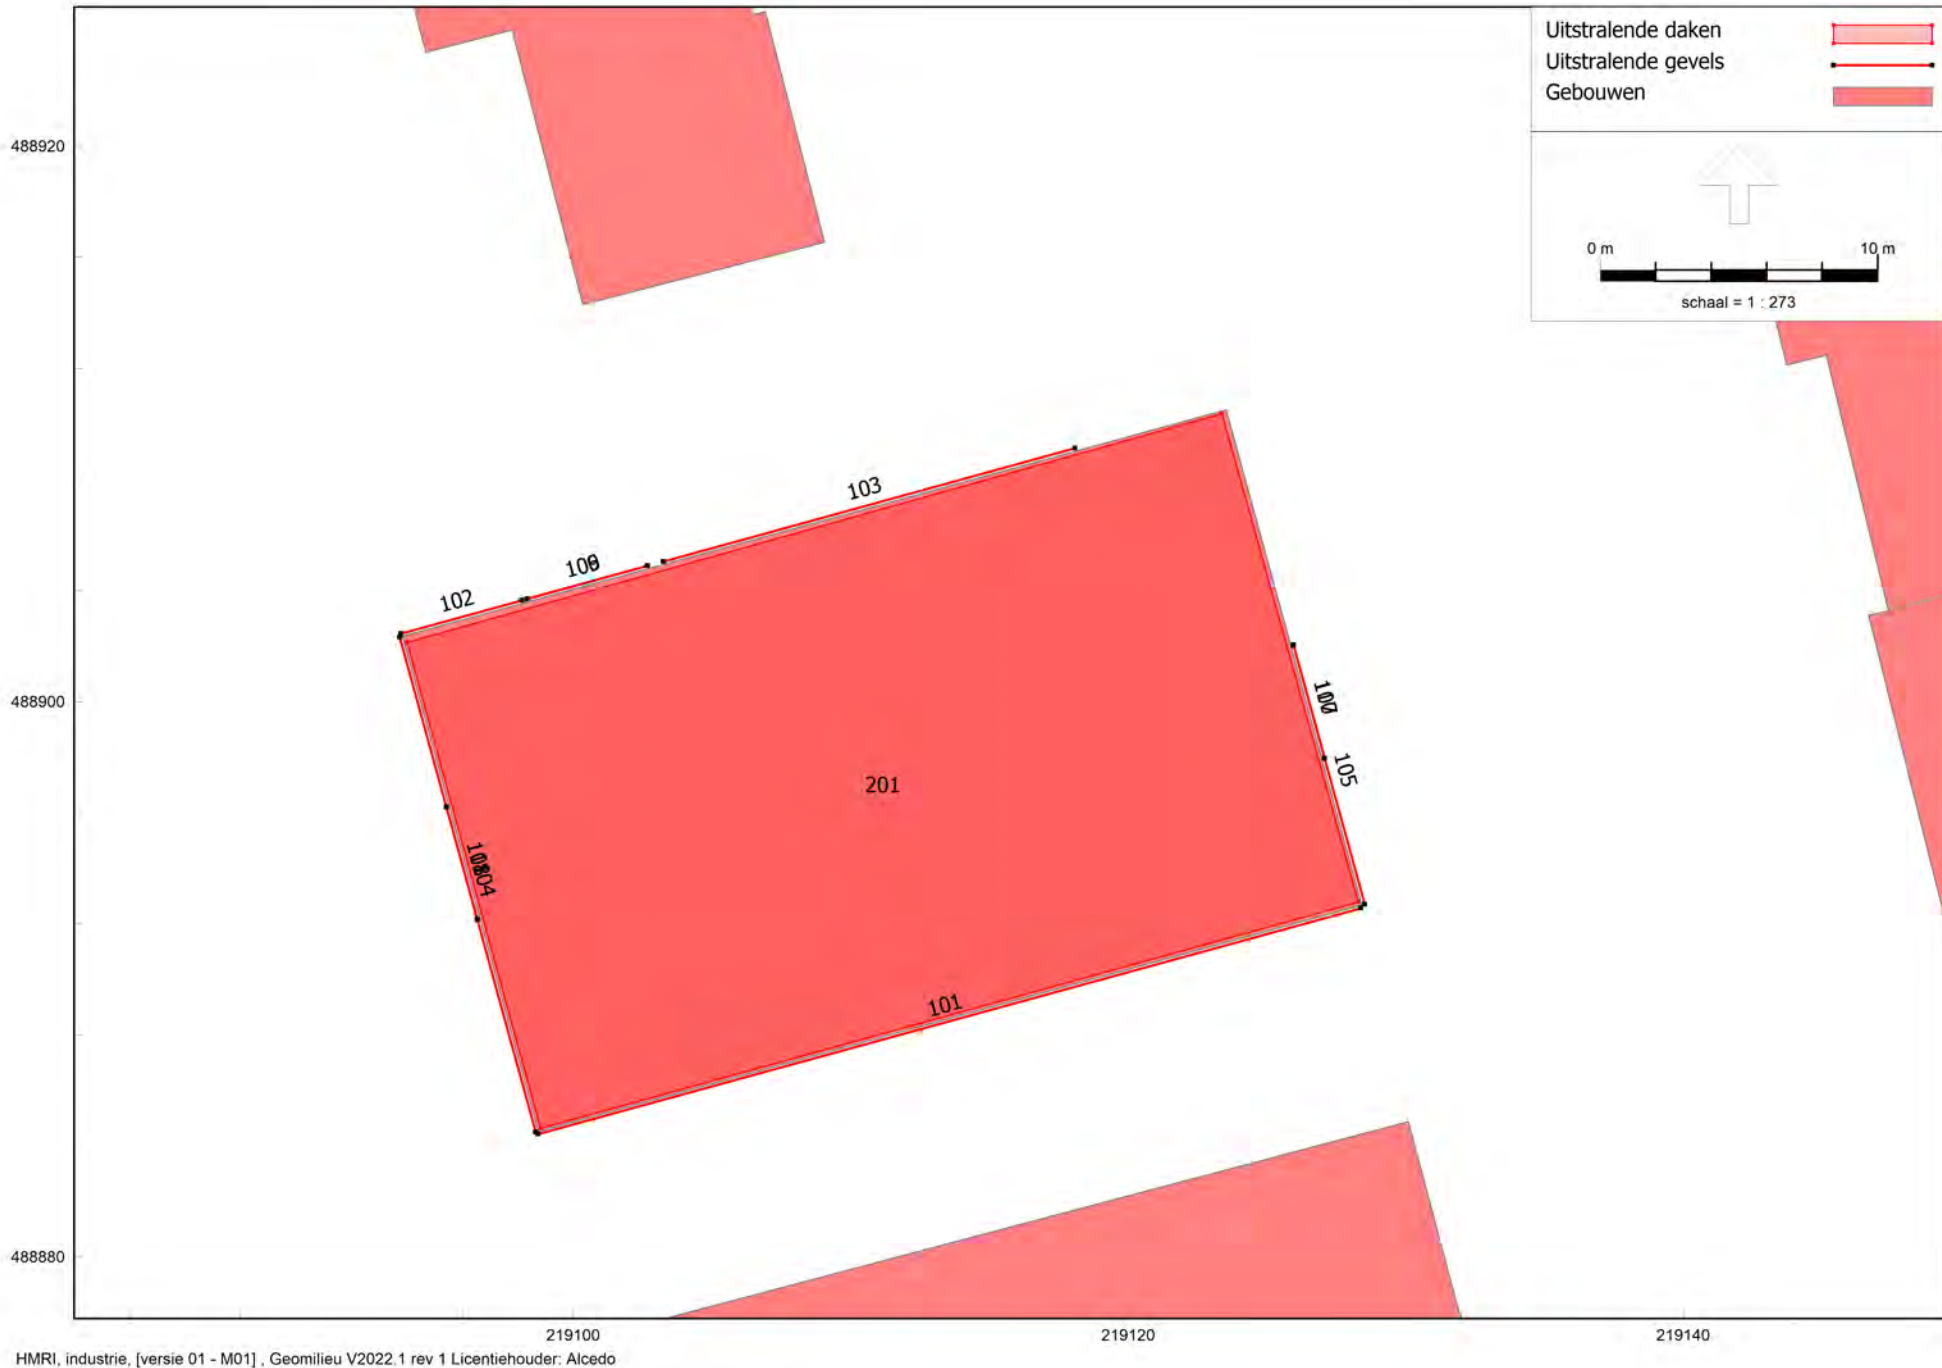 Uitstralende daken
Uitstralende gevels
Gebouwen
0 m 10 m
schaal = 1 : 273
488920
488900
488880
103
102
105
201
101
219100 219120 219140
HMRI, industrie, [versie 01 - M01] , Geomilieu V2022.1 rev 1 Licentiehouder: Alcedo